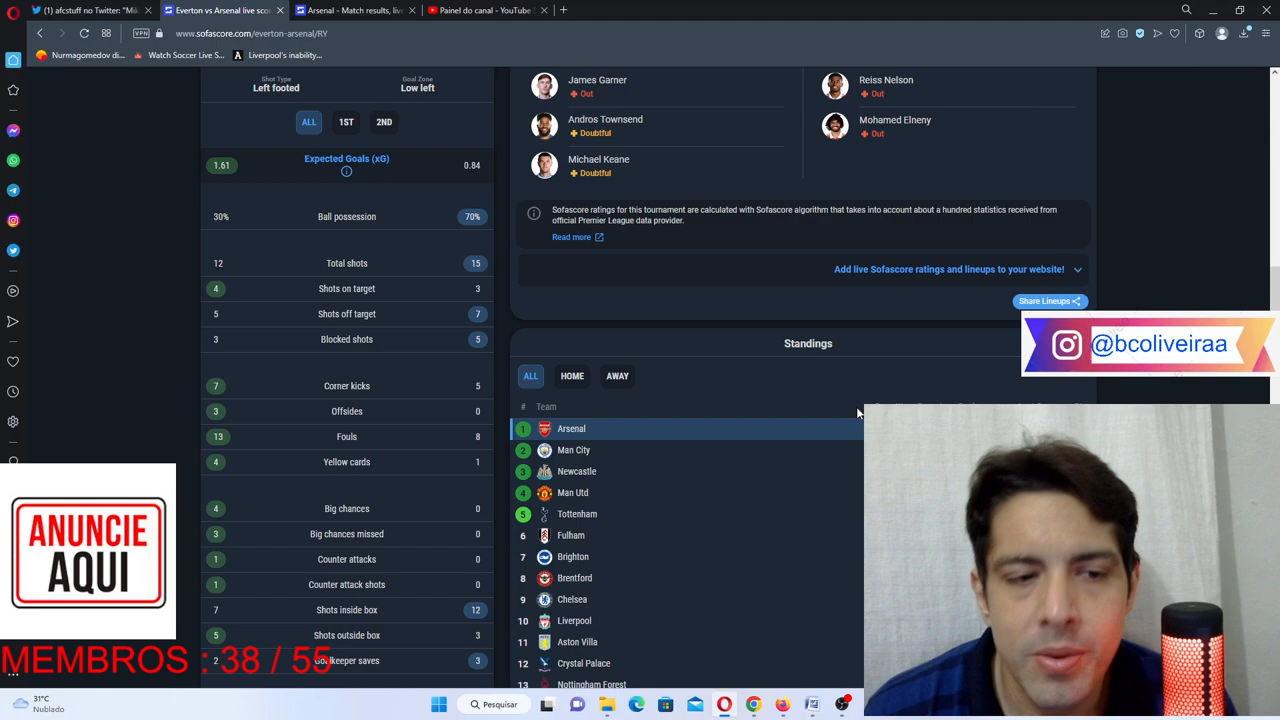 afcstuff no Twitter: "Mik
Everton vs Arsenal live scor
Arsenal - Match results, live
Painel do canal - YouTube S
VPN
www.sofascore.com/everton-arsenal/RY
Nurmagomedov di...
Watch Soccer Live S...
Liverpool's inability...
Shot Type
Left footed
Goal Zone
Low left
ALL
1ST
2ND
1.61 Expected Goals (xG) 0.84
30% Ball possession 70%
12 Total shots 15
4 Shots on target 3
5 Shots off target 7
3 Blocked shots 5
7 Corner kicks 5
3 Offsides 0
13 Fouls 8
4 Yellow cards 1
4 Big chances 0
3 Big chances missed 0
1 Counter attacks 0
1 Counter attack shots 0
7 Shots inside box 12
5 Shots outside box 3
2 Goalkeeper saves 3
James Garner
Out
Andros Townsend
Doubtful
Michael Keane
Doubtful
Reiss Nelson
Out
Mohamed Elneny
Out
Sofascore ratings for this tournament are calculated with Sofascore algorithm that takes into account about a hundred statistics received from
official Premier League data provider.
Read more
Add live Sofascore ratings and lineups to your website!
Share Lineups
@bcoliveiraa
Standings
ALL
HOME
AWAY
# Team
1 Arsenal
2 Man City
3 Newcastle
4 Man Utd
5 Tottenham
6 Fulham
7 Brighton
8 Brentford
9 Chelsea
10 Liverpool
11 Aston Villa
12 Crystal Palace
13 Nottingham Forest
ANUNCIE
AQUI
MEMBROS : 38 / 55
31°C
Nublado
Pesquisar